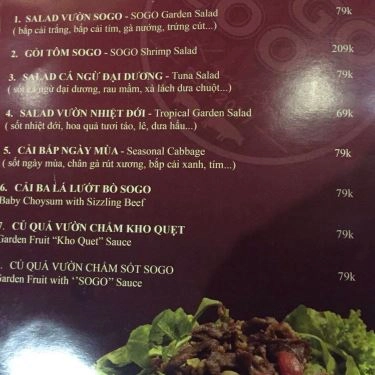 1. SALAD VƯỜN SOGO - SOGO Garden Salad 79k
( bắp cải trắng, bắp cải tím, gà nướng, trứng cút...)
2. GỎI TÔM SOGO - SOGO Shrimp Salad 209k
3. SALAD CÁ NGỪ ĐẠI DƯƠNG - Tuna Salad 79k
( sốt cá ngừ đại dương, rau mầm, xà lách dưa chuột...)
4. SALAD VƯỜN NHIỆT ĐỚI - Tropical Garden Salad 69k
( sốt nhiệt đới, hoa quả tươi táo, lê, dưa hấu...)
5. CẢI BẮP NGÀY MÙA - Seasonal Cabbage 79k
( sốt ngày mùa, chân gà rút xương, bắp cải xanh, tím...)
6. CẢI BA LÁ LƯỚT BÒ SOGO 79k
Baby Choysum with Sizzling Beef
7. CỦ QUẢ VƯỜN CHẤM KHO QUẸT 79k
Garden Fruit "Kho Quet" Sauce
. CỦ QUẢ VƯỜN CHẤM SỐT SOGO 79k
Garden Fruit with "SOGO" Sauce